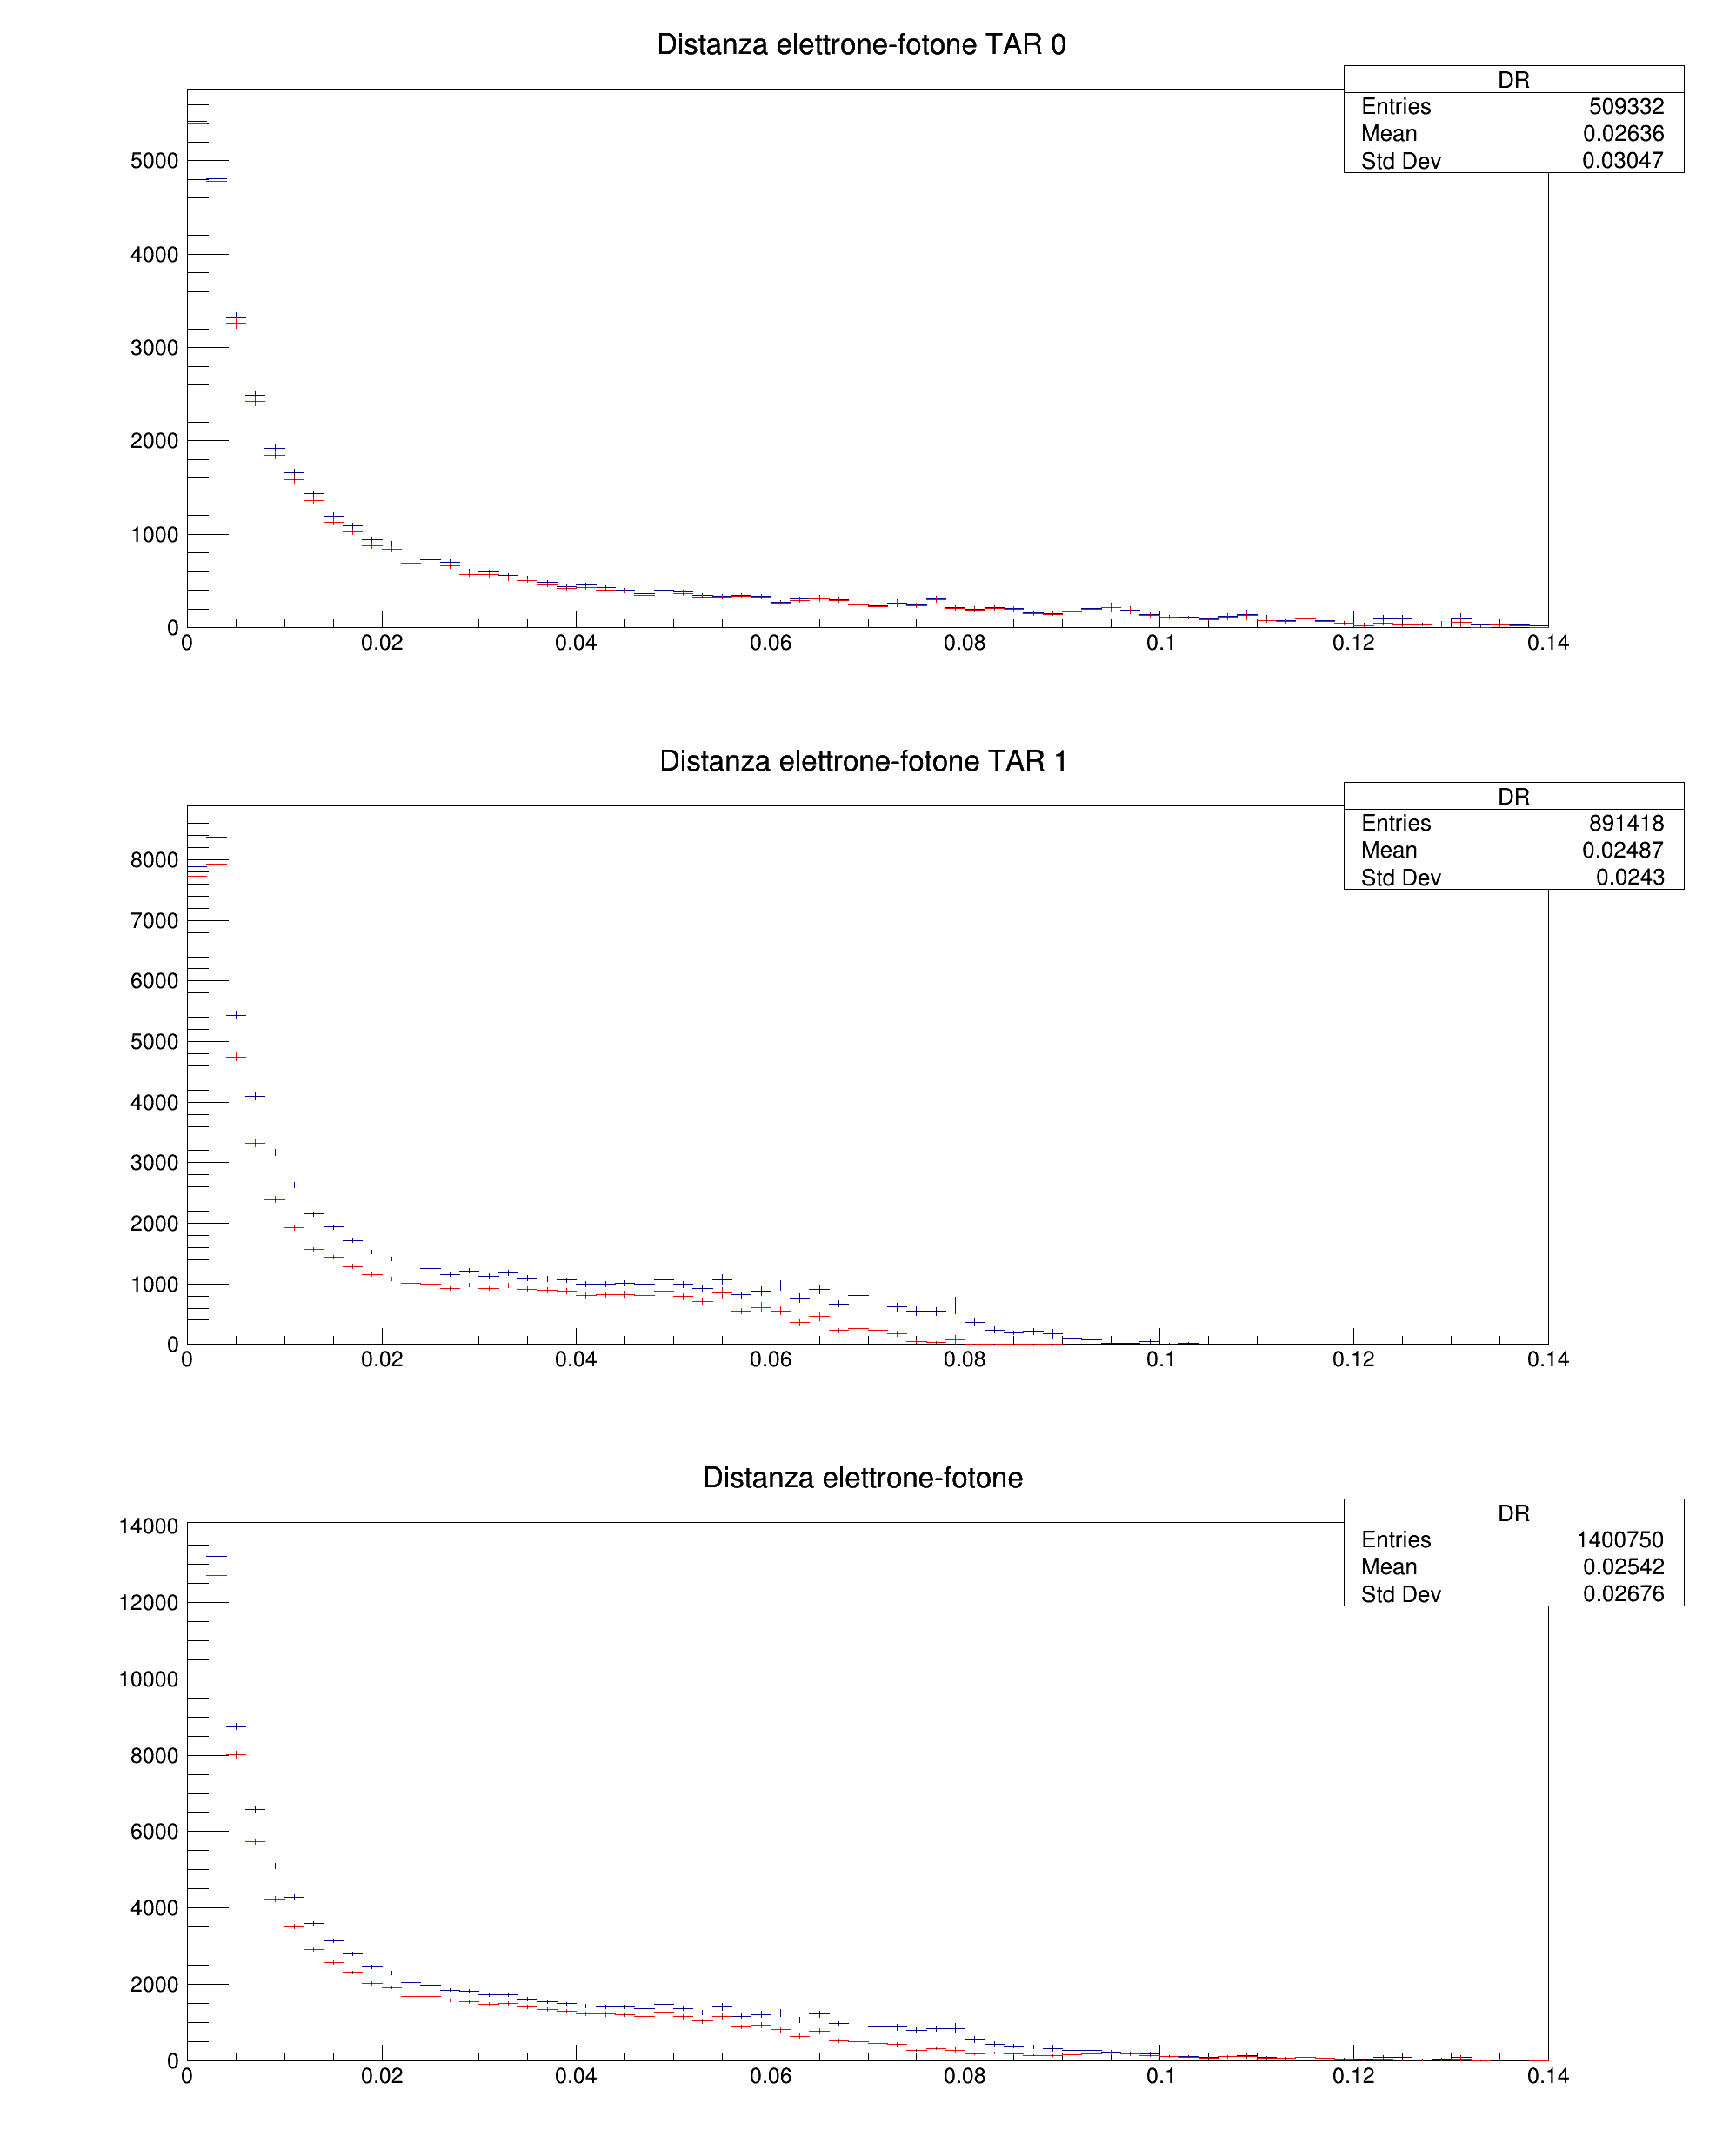 Distanza elettrone-fotone TAR 0
DR
Entries 509332
Mean 0.02636
Std Dev 0.03047
5000
4000
3000
2000
1000
0
0 0.02 0.04 0.06 0.08 0.1 0.12 0.14
Distanza elettrone-fotone TAR 1
DR
Entries 891418
Mean 0.02487
Std Dev 0.0243
8000
7000
6000
5000
4000
3000
2000
1000
0
0 0.02 0.04 0.06 0.08 0.1 0.12 0.14
Distanza elettrone-fotone
DR
Entries 1400750
Mean 0.02542
Std Dev 0.02676
14000
12000
10000
8000
6000
4000
2000
0
0 0.02 0.04 0.06 0.08 0.1 0.12 0.14